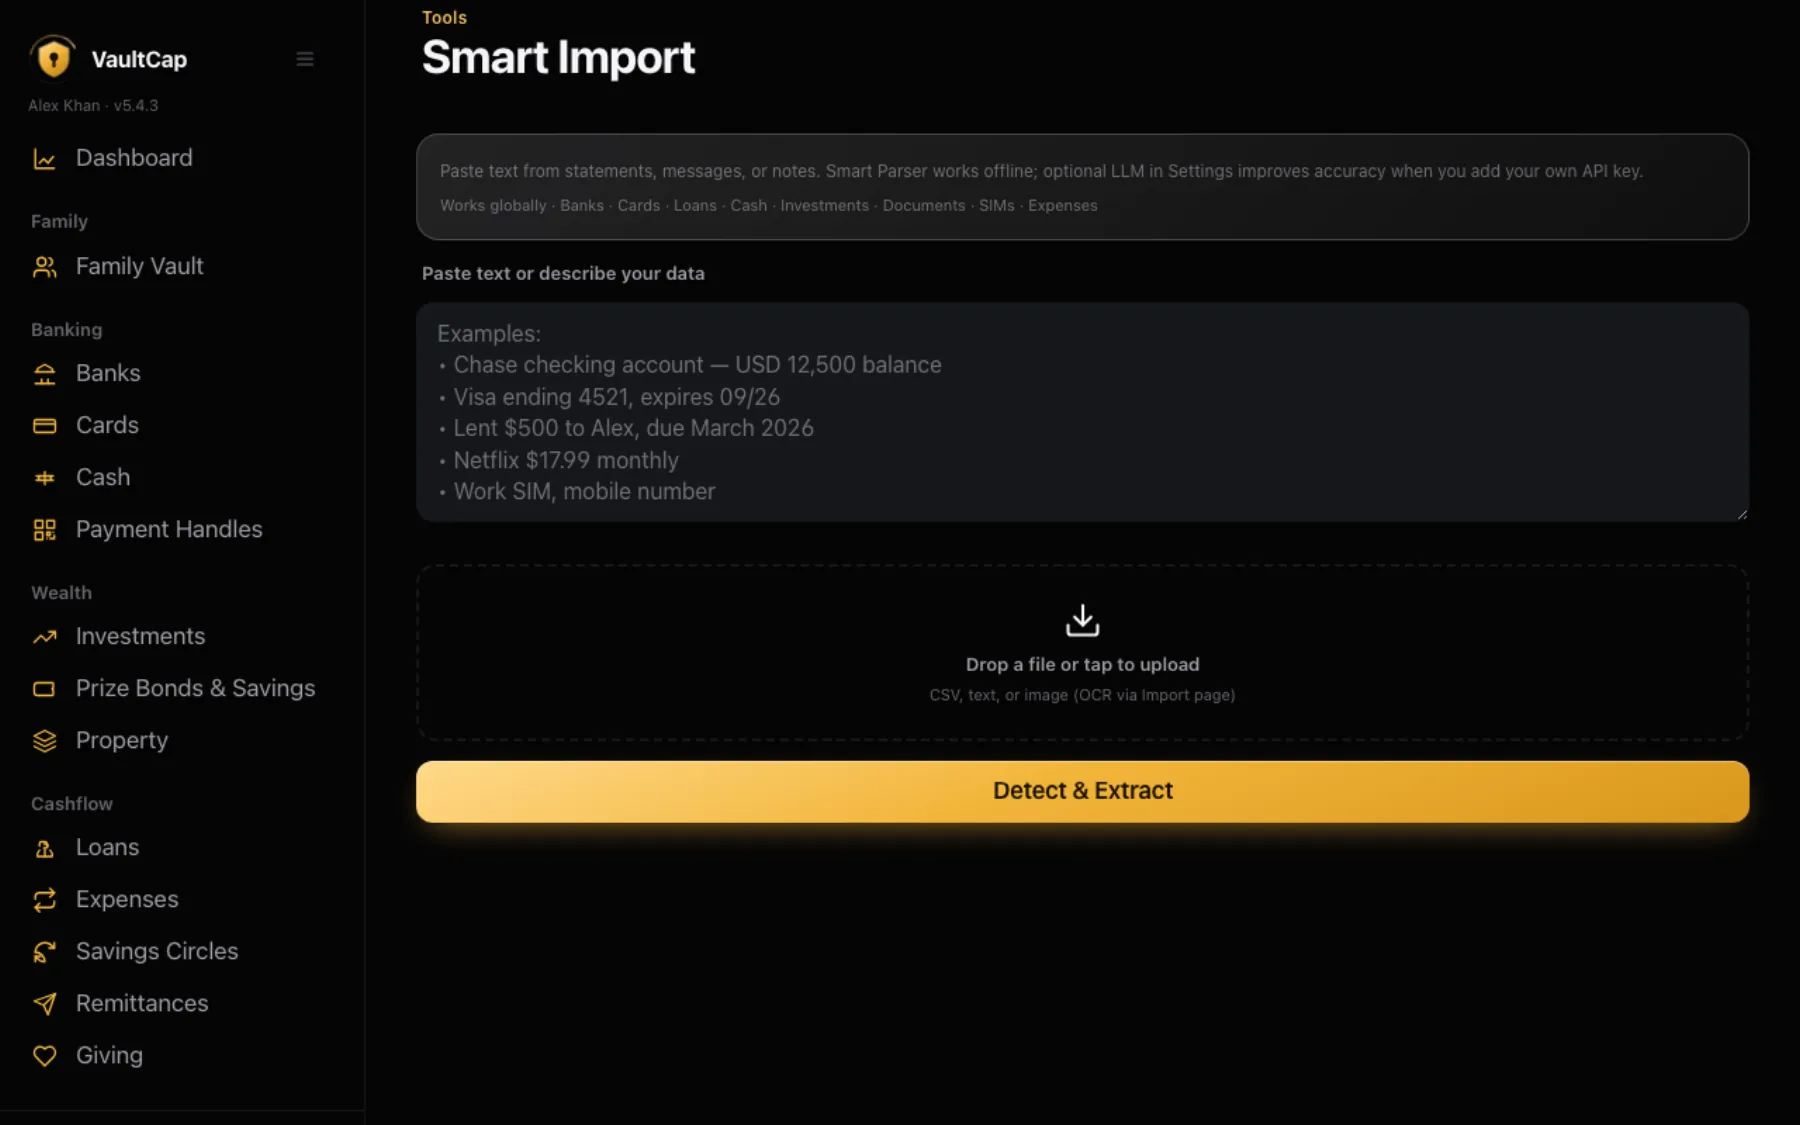 VaultCap
Alex Khan · v5.4.3
Dashboard
Family
Family Vault
Banking
Banks
Cards
Cash
Payment Handles
Wealth
Investments
Prize Bonds & Savings
Property
Cashflow
Loans
Expenses
Savings Circles
Remittances
Giving
Tools
Smart Import
Paste text from statements, messages, or notes. Smart Parser works offline; optional LLM in Settings improves accuracy when you add your own API key.
Works globally · Banks · Cards · Loans · Cash · Investments · Documents · SIMs · Expenses
Paste text or describe your data
Examples:
• Chase checking account — USD 12,500 balance
• Visa ending 4521, expires 09/26
• Lent $500 to Alex, due March 2026
• Netflix $17.99 monthly
• Work SIM, mobile number
Drop a file or tap to upload
CSV, text, or image (OCR via Import page)
Detect & Extract